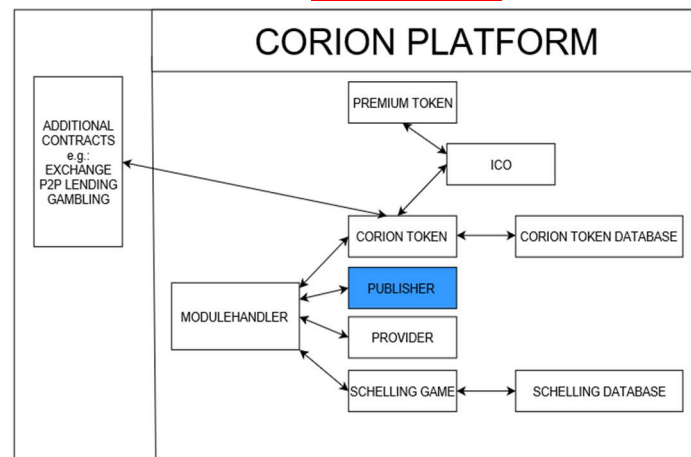 CORION PLATFORM
ADDITIONAL
CONTRACTS
e.g.:
EXCHANGE
P2P LENDING
GAMBLING
PREMIUM TOKEN
ICO
CORION TOKEN
CORION TOKEN DATABASE
PUBLISHER
MODULEHANDLER
PROVIDER
SCHELLING GAME
SCHELLING DATABASE